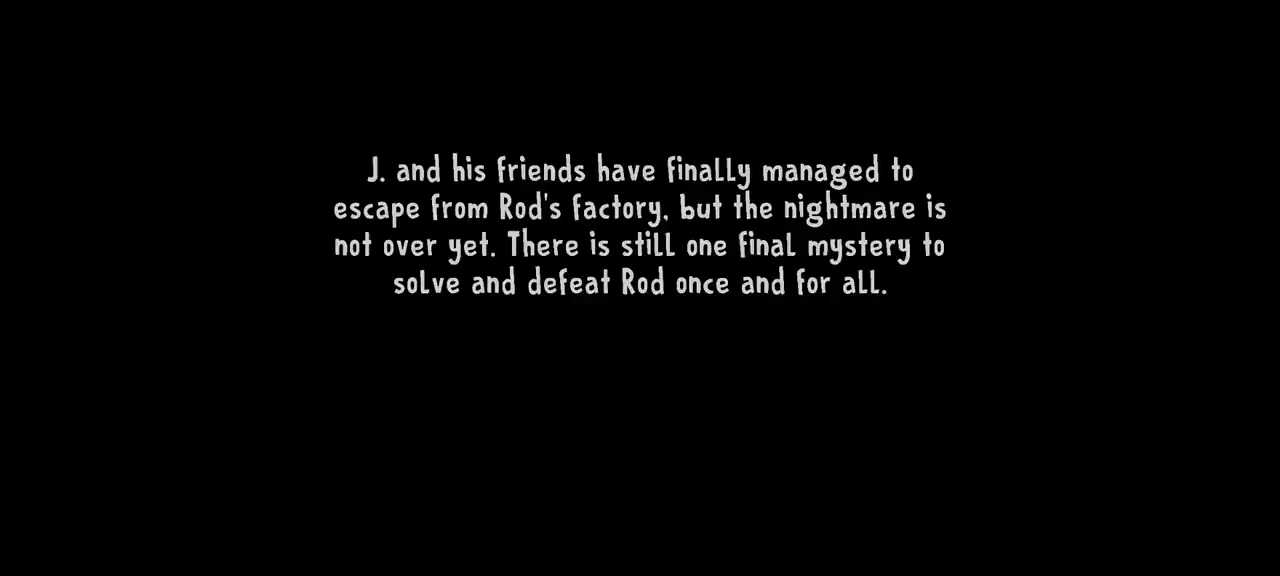 J. and his friends have finally managed to
escape from Rod's factory, but the nightmare is
not over yet. There is still one final mystery to
solve and defeat Rod once and for all.